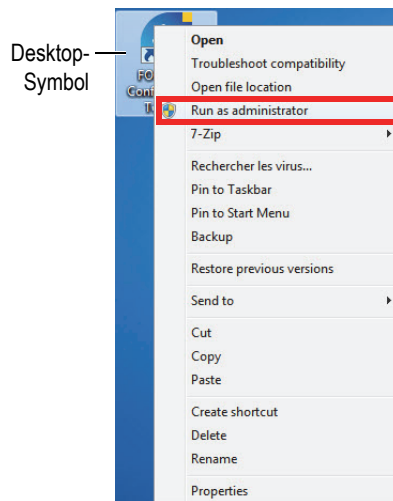 Desktop-
Symbol
Open
Troubleshoot compatibility
Open file location
Run as administrator
7-Zip
Rechercher les virus...
Pin to Taskbar
Pin to Start Menu
Backup
Restore previous versions
Send to
Cut
Copy
Paste
Create shortcut
Delete
Rename
Properties